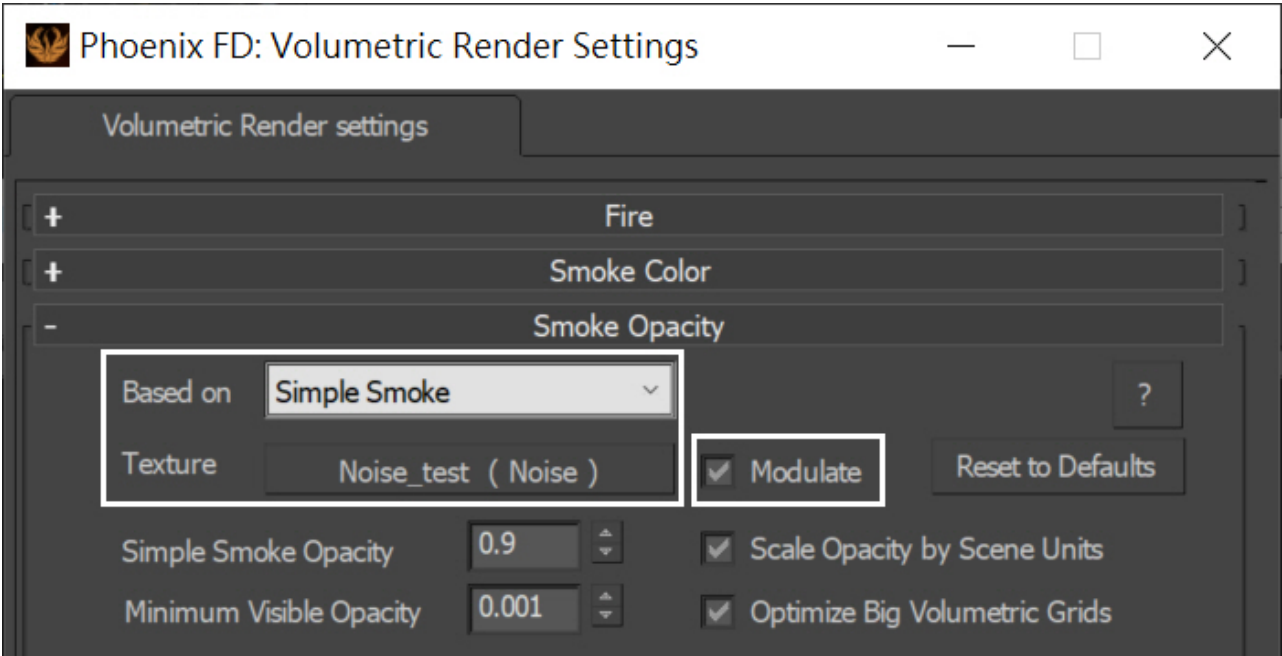 Phoenix FD: Volumetric Render Settings
Volumetric Render settings
+ Fire
+ Smoke Color
- Smoke Opacity
Based on Simple Smoke ?
Texture Noise_test ( Noise ) Modulate Reset to Defaults
Simple Smoke Opacity 0.9 Scale Opacity by Scene Units
Minimum Visible Opacity 0.001 Optimize Big Volumetric Grids